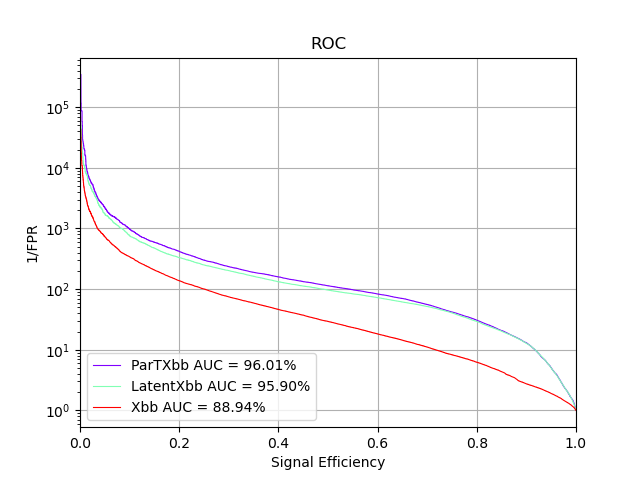 ROC
1/FPR
10^5
10^4
10^3
10^2
10^1
10^0
ParTXbb AUC = 96.01%
LatentXbb AUC = 95.90%
Xbb AUC = 88.94%
0.0 0.2 0.4 0.6 0.8 1.0
Signal Efficiency